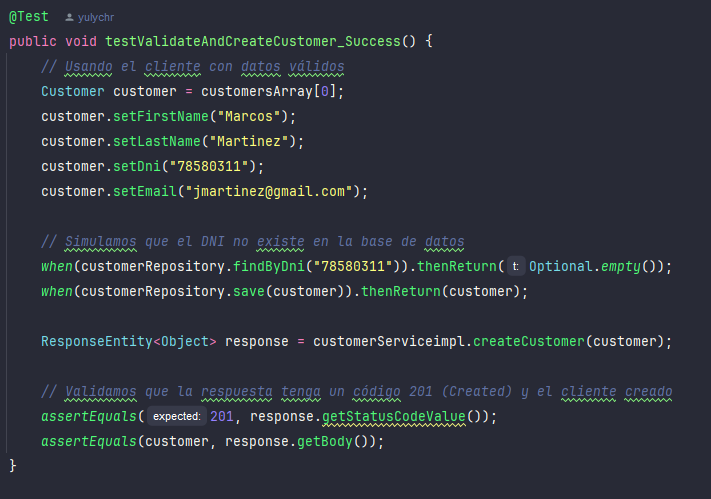 @Test yulychr
public void testValidateAndCreateCustomer_Success() {
// Usando el cliente con datos válidos
Customer customer = customersArray[0];
customer.setFirstName("Marcos");
customer.setLastName("Martinez");
customer.setDni("78580311");
customer.setEmail("jmartinez@gmail.com");
// Simulamos que el DNI no existe en la base de datos
when(customerRepository.findByDni("78580311")).thenReturn( t: Optional.empty());
when(customerRepository.save(customer)).thenReturn(customer);
ResponseEntity<Object> response = customerServiceimpl.createCustomer(customer);
// Validamos que la respuesta tenga un código 201 (Created) y el cliente creado
assertEquals( expected: 201, response.getStatusCodeValue());
assertEquals(customer, response.getBody());
}